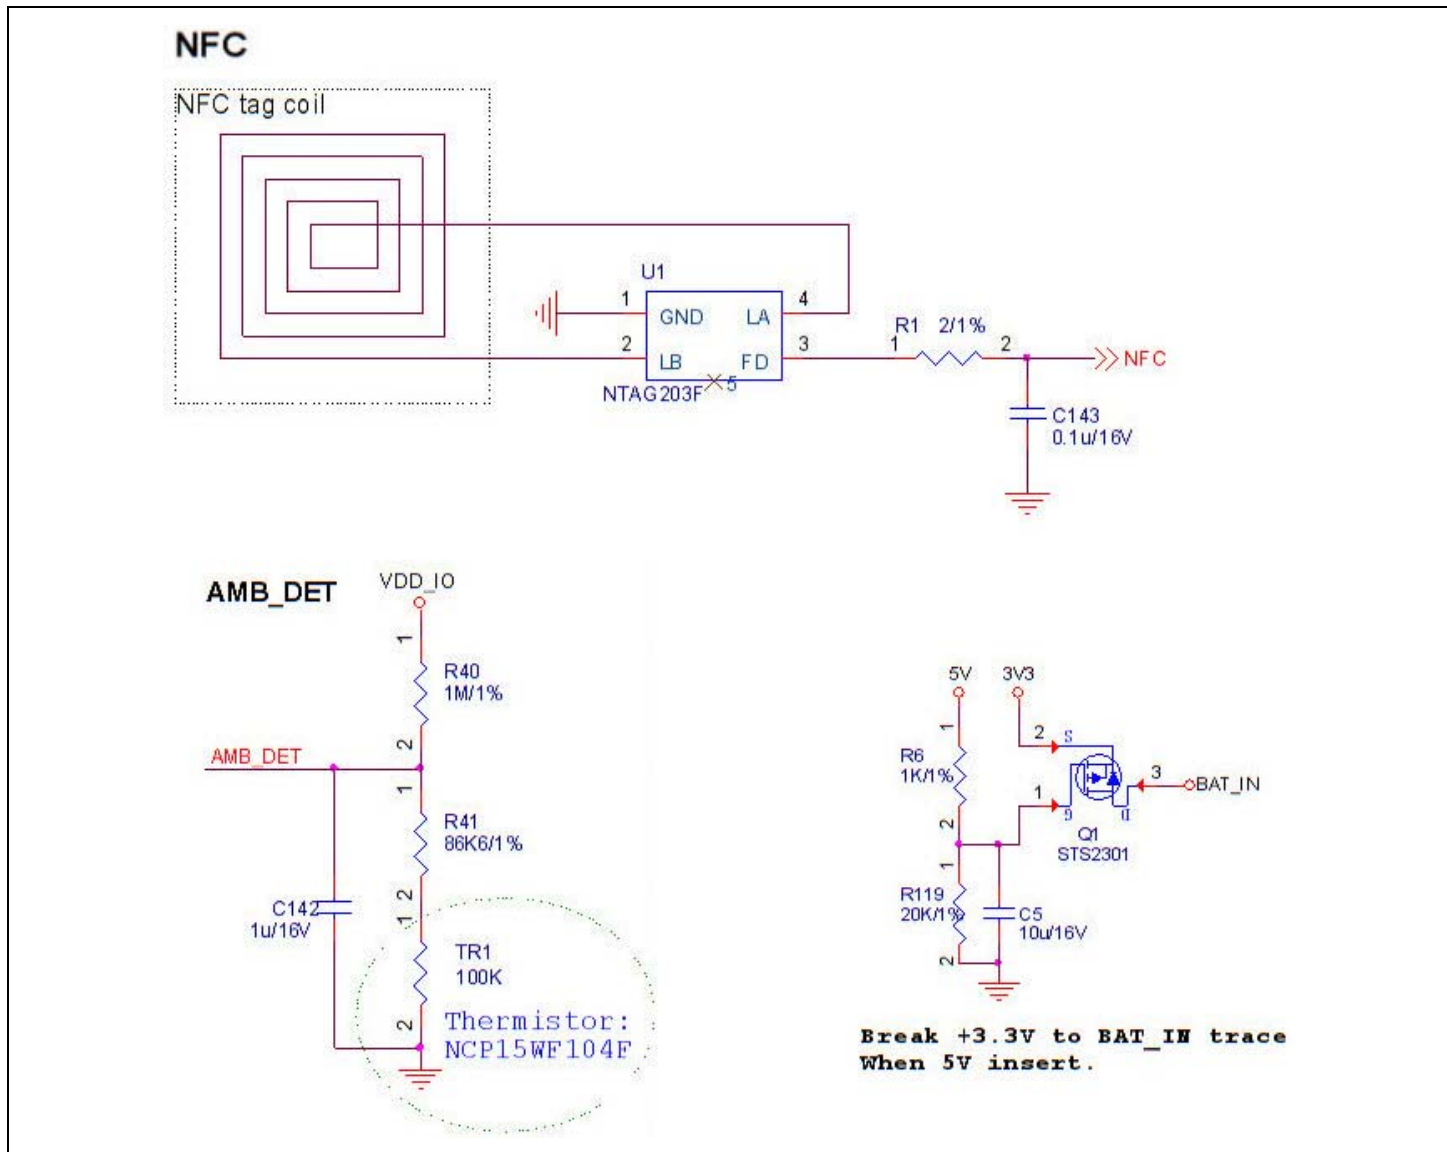 NFC
NFC tag coil
U1
1
GND
LA
4
2
LB
FD
3
NTAG203F
5
R1 2/1%
1
2
NFC
C143
0.1u/16V
AMB_DET
VDD_IO
1
R40
1M/1%
2
AMB_DET
1
R41
86K6/1%
2
C142
1u/16V
1
TR1
100K
2
Thermistor:
NCP15WF104F
5V
3V3
1
R6
1K/1%
2
2
S
1
G
D
3
BAT_IN
Q1
STS2301
1
R119
20K/1%
2
C5
10u/16V
Break +3.3V to BAT_IN trace
When 5V insert.